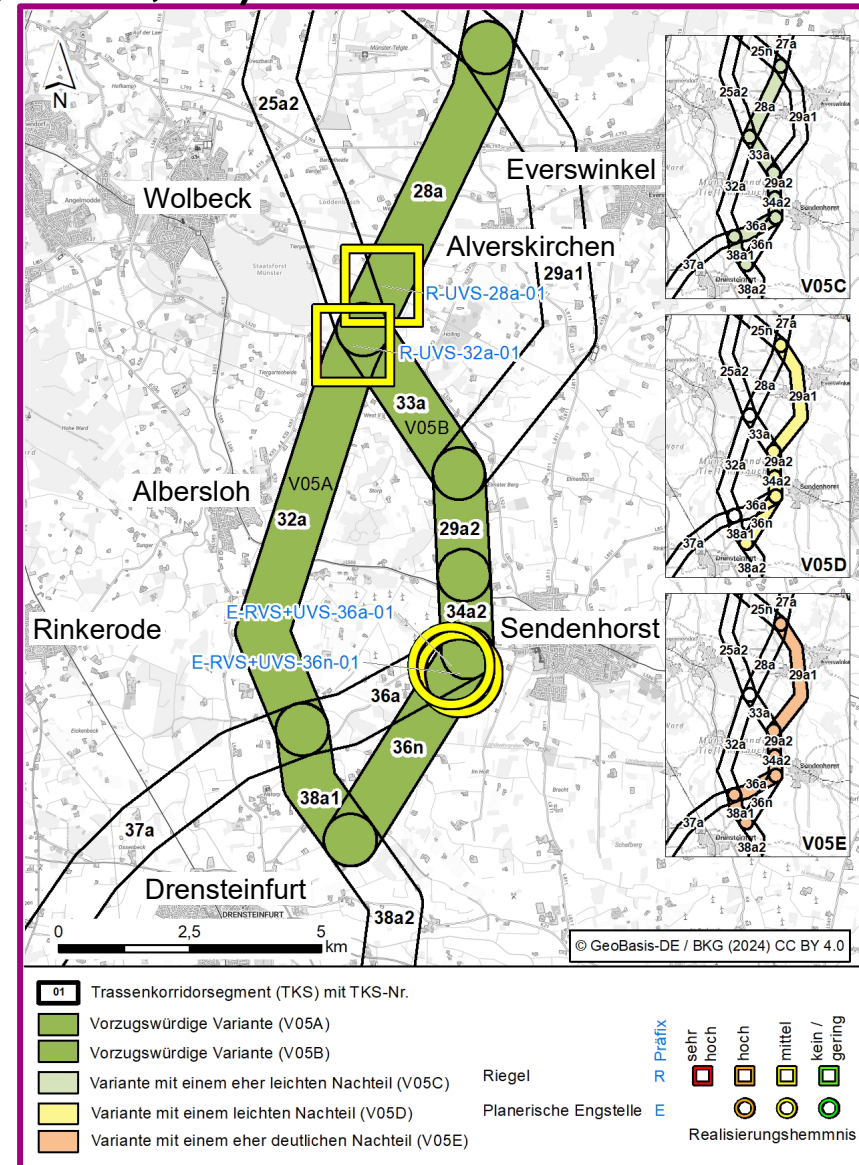 N
25a2
28a
Everswinkel
Wolbeck
Alverskirchen
29a1
R-UVS-28a-01
R-UVS-32a-01
33a
V05B
V05A
Albersloh
32a
29a2
E-RVS+UVS-36a-01
34a2
Rinkerode
Sendenhorst
E-RVS+UVS-36n-01
36a
36n
38a1
37a
Drensteinfurt
DRENSTEINFURT
38a2
0 2,5 5
km
© GeoBasis-DE / BKG (2024) CC BY 4.0
27a
25n
25a2
28a
29a1
33a
32a
29a2
34a2
Sendenhorst
36a
36n
37a
38a1
Drensteinfurt
38a2
V05C
27a
25n
25a2
28a
29a1
33a
32a
29a2
34a2
Sendenhorst
36a
36n
37a
38a1
Drensteinfurt
38a2
V05D
27a
25n
25a2
28a
29a1
33a
32a
29a2
34a2
Sendenhorst
36a
36n
37a
38a1
Drensteinfurt
38a2
V05E
01 Trassenkorridorsegment (TKS) mit TKS-Nr.
Vorzugswürdige Variante (V05A)
Vorzugswürdige Variante (V05B)
Variante mit einem eher leichten Nachteil (V05C)
Variante mit einem leichten Nachteil (V05D)
Variante mit einem eher deutlichen Nachteil (V05E)
Präfix
sehr hoch
hoch
mittel
kein / gering
Riegel R
Planerische Engstelle E
Realisierungshemmnis